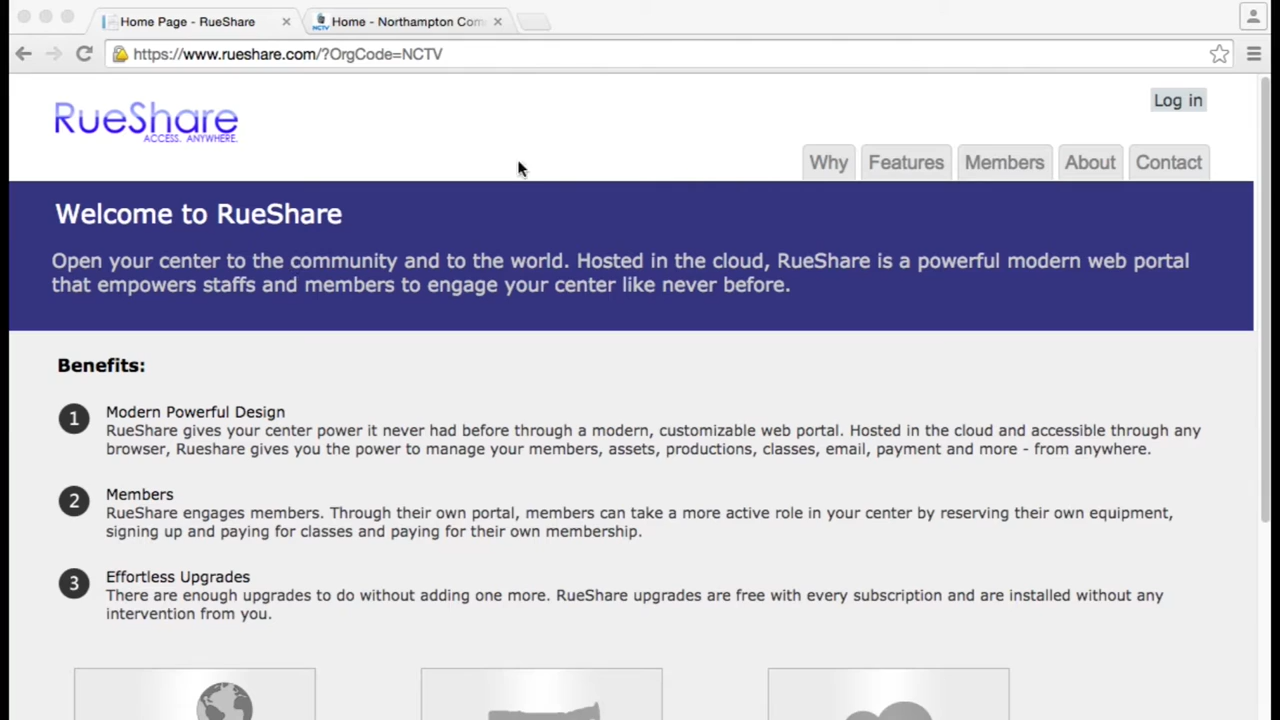 Home Page - RueShare
Home - Northampton Com
https://www.rueshare.com/?OrgCode=NCTV
RueShare
ACCESS. ANYWHERE.
Log in
Why
Features
Members
About
Contact
Welcome to RueShare
Open your center to the community and to the world. Hosted in the cloud, RueShare is a powerful modern web portal
that empowers staffs and members to engage your center like never before.
Benefits:
1
Modern Powerful Design
RueShare gives your center power it never had before through a modern, customizable web portal. Hosted in the cloud and accessible through any
browser, Rueshare gives you the power to manage your members, assets, productions, classes, email, payment and more - from anywhere.
2
Members
RueShare engages members. Through their own portal, members can take a more active role in your center by reserving their own equipment,
signing up and paying for classes and paying for their own membership.
3
Effortless Upgrades
There are enough upgrades to do without adding one more. RueShare upgrades are free with every subscription and are installed without any
intervention from you.